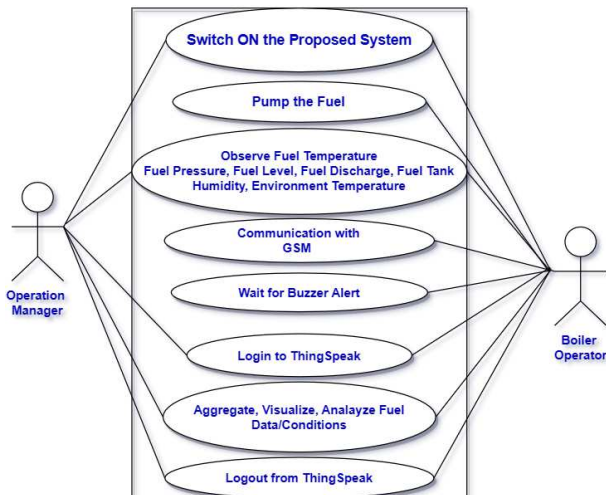 Switch ON the Proposed System
Pump the Fuel
Observe Fuel Temperature
Fuel Pressure, Fuel Level, Fuel Discharge, Fuel Tank
Humidity, Environment Temperature
Communication with
GSM
Wait for Buzzer Alert
Login to ThingSpeak
Aggregate, Visualize, Analayze Fuel
Data/Conditions
Logout from ThingSpeak
Operation
Manager
Boiler
Operator